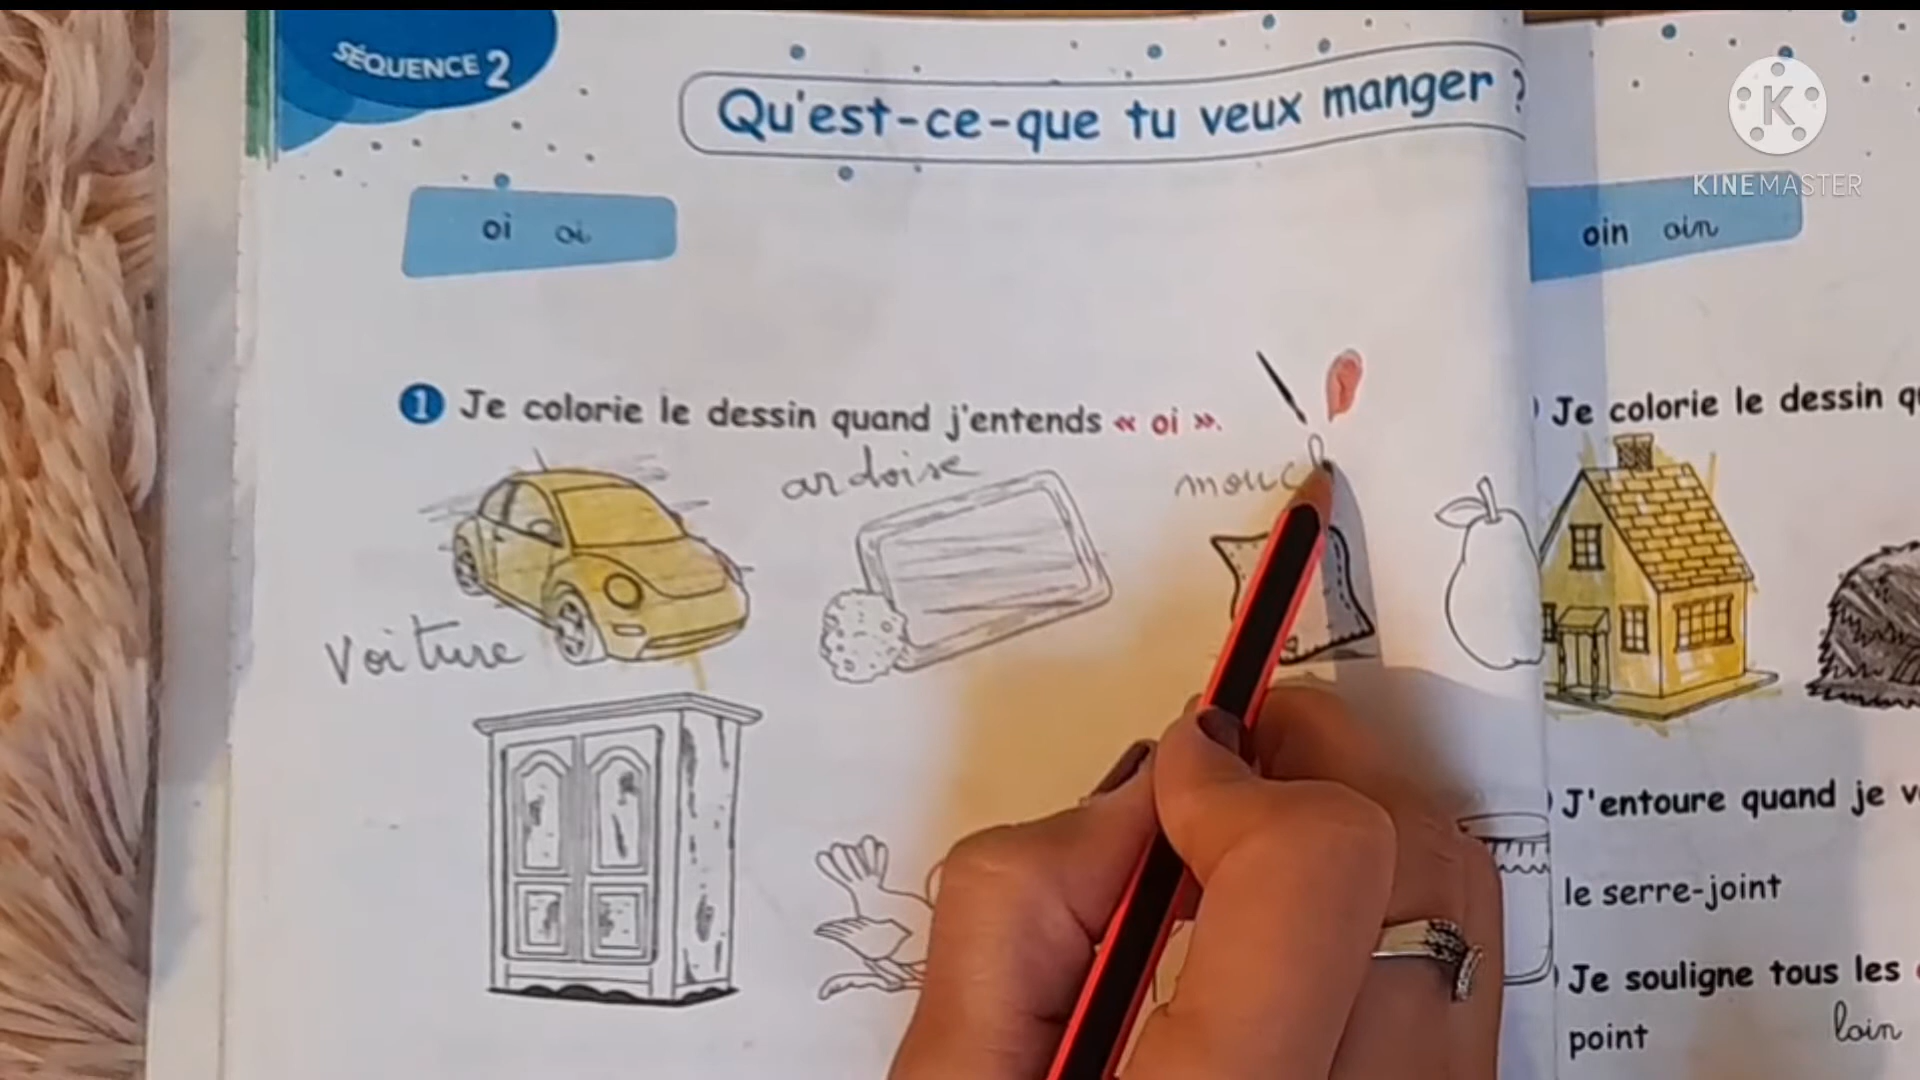 SÉQUENCE 2
Qu'est-ce-que tu veux manger ?
oi oi
1 Je colorie le dessin quand j'entends « oi ».
ardoise
mouc
voiture
KINEMASTER
oin oin
Je colorie le dessin
J'entoure quand je
le serre-joint
Je souligne tous les
point loin